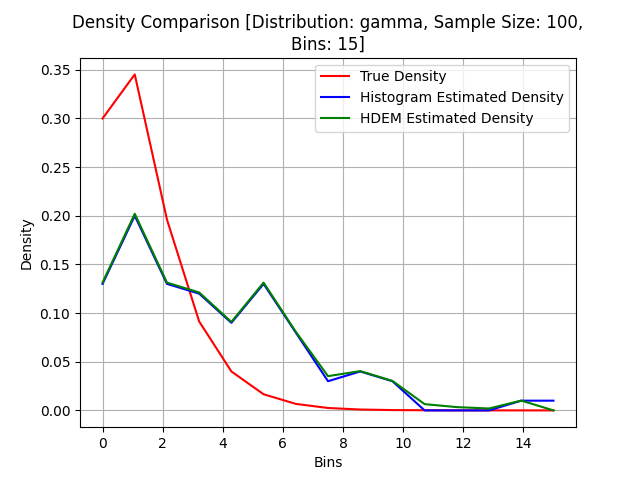 Density Comparison [Distribution: gamma, Sample Size: 100,
Bins: 15]
True Density
Histogram Estimated Density
HDEM Estimated Density
Density
0.35
0.30
0.25
0.20
0.15
0.10
0.05
0.00
0 2 4 6 8 10 12 14
Bins